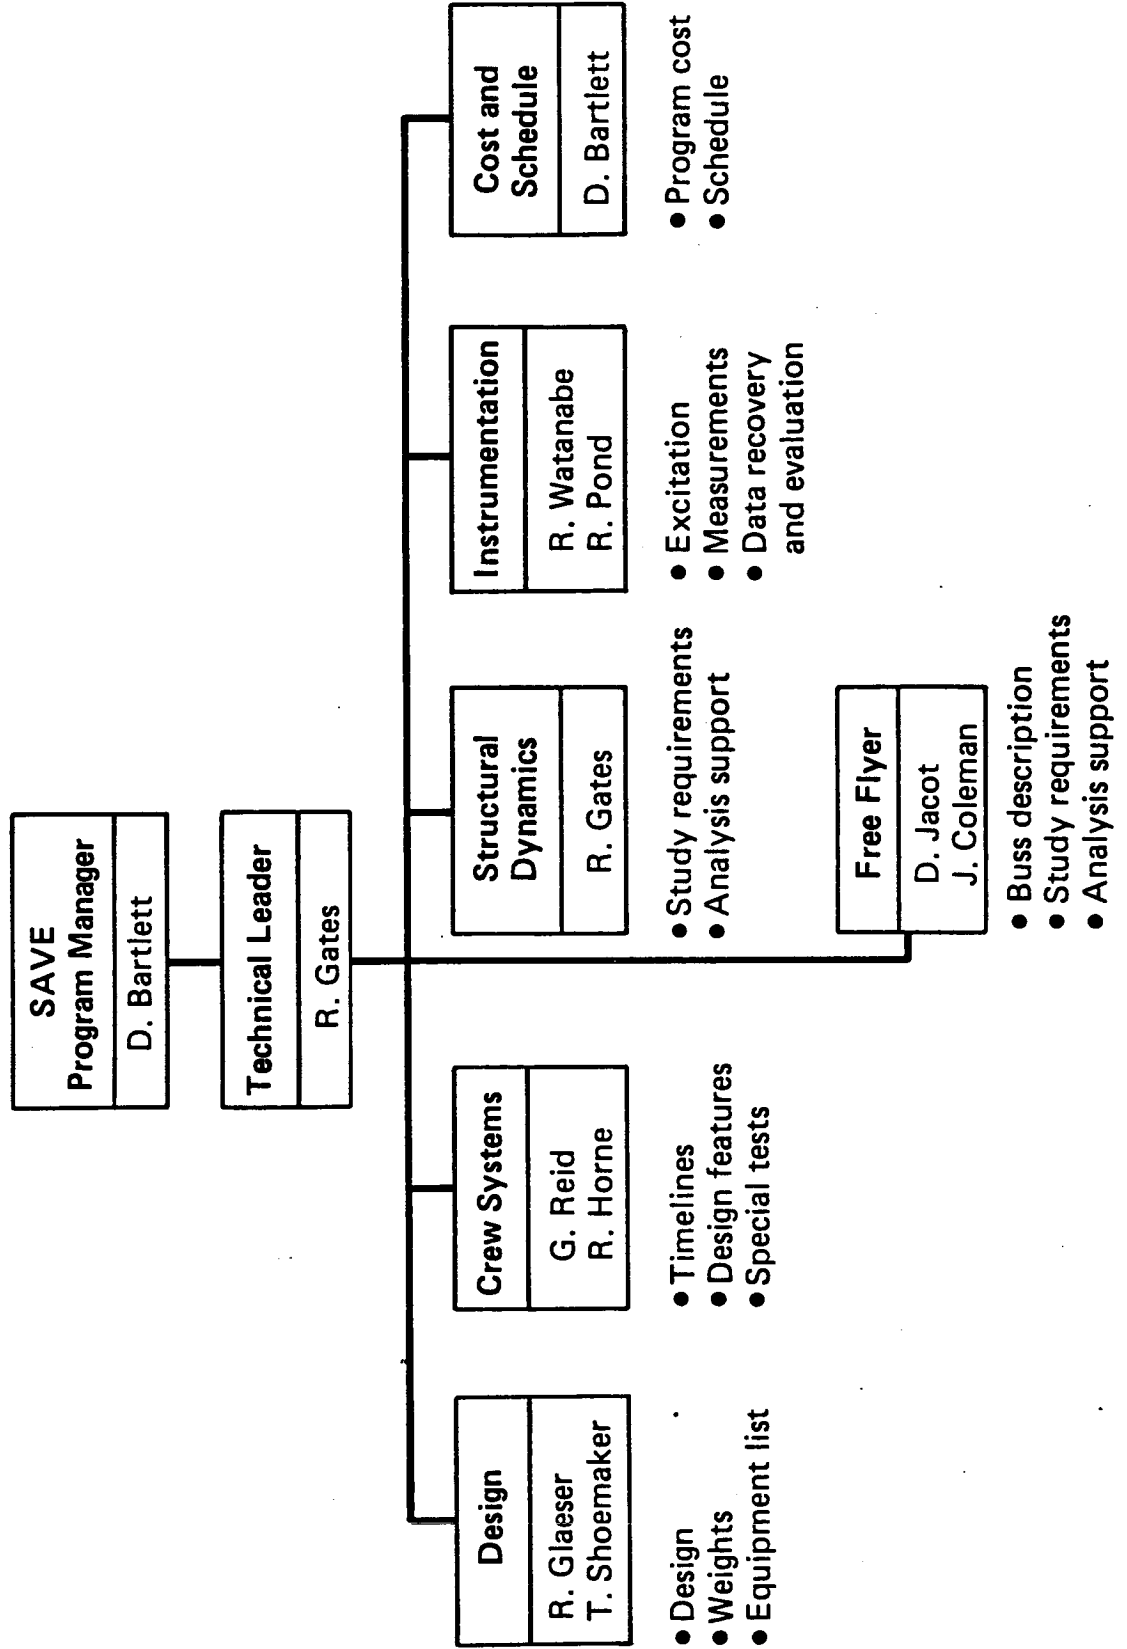 SAVE
Program Manager
D. Bartlett
Technical Leader
R. Gates
Design
R. Glaeser
T. Shoemaker
● Design
● Weights
● Equipment list
Crew Systems
G. Reid
R. Horne
● Timelines
● Design features
● Special tests
Structural
Dynamics
R. Gates
● Study requirements
● Analysis support
Instrumentation
R. Watanabe
R. Pond
● Excitation
● Measurements
● Data recovery
and evaluation
Cost and
Schedule
D. Bartlett
● Program cost
● Schedule
Free Flyer
D. Jacot
J. Coleman
● Buss description
● Study requirements
● Analysis support